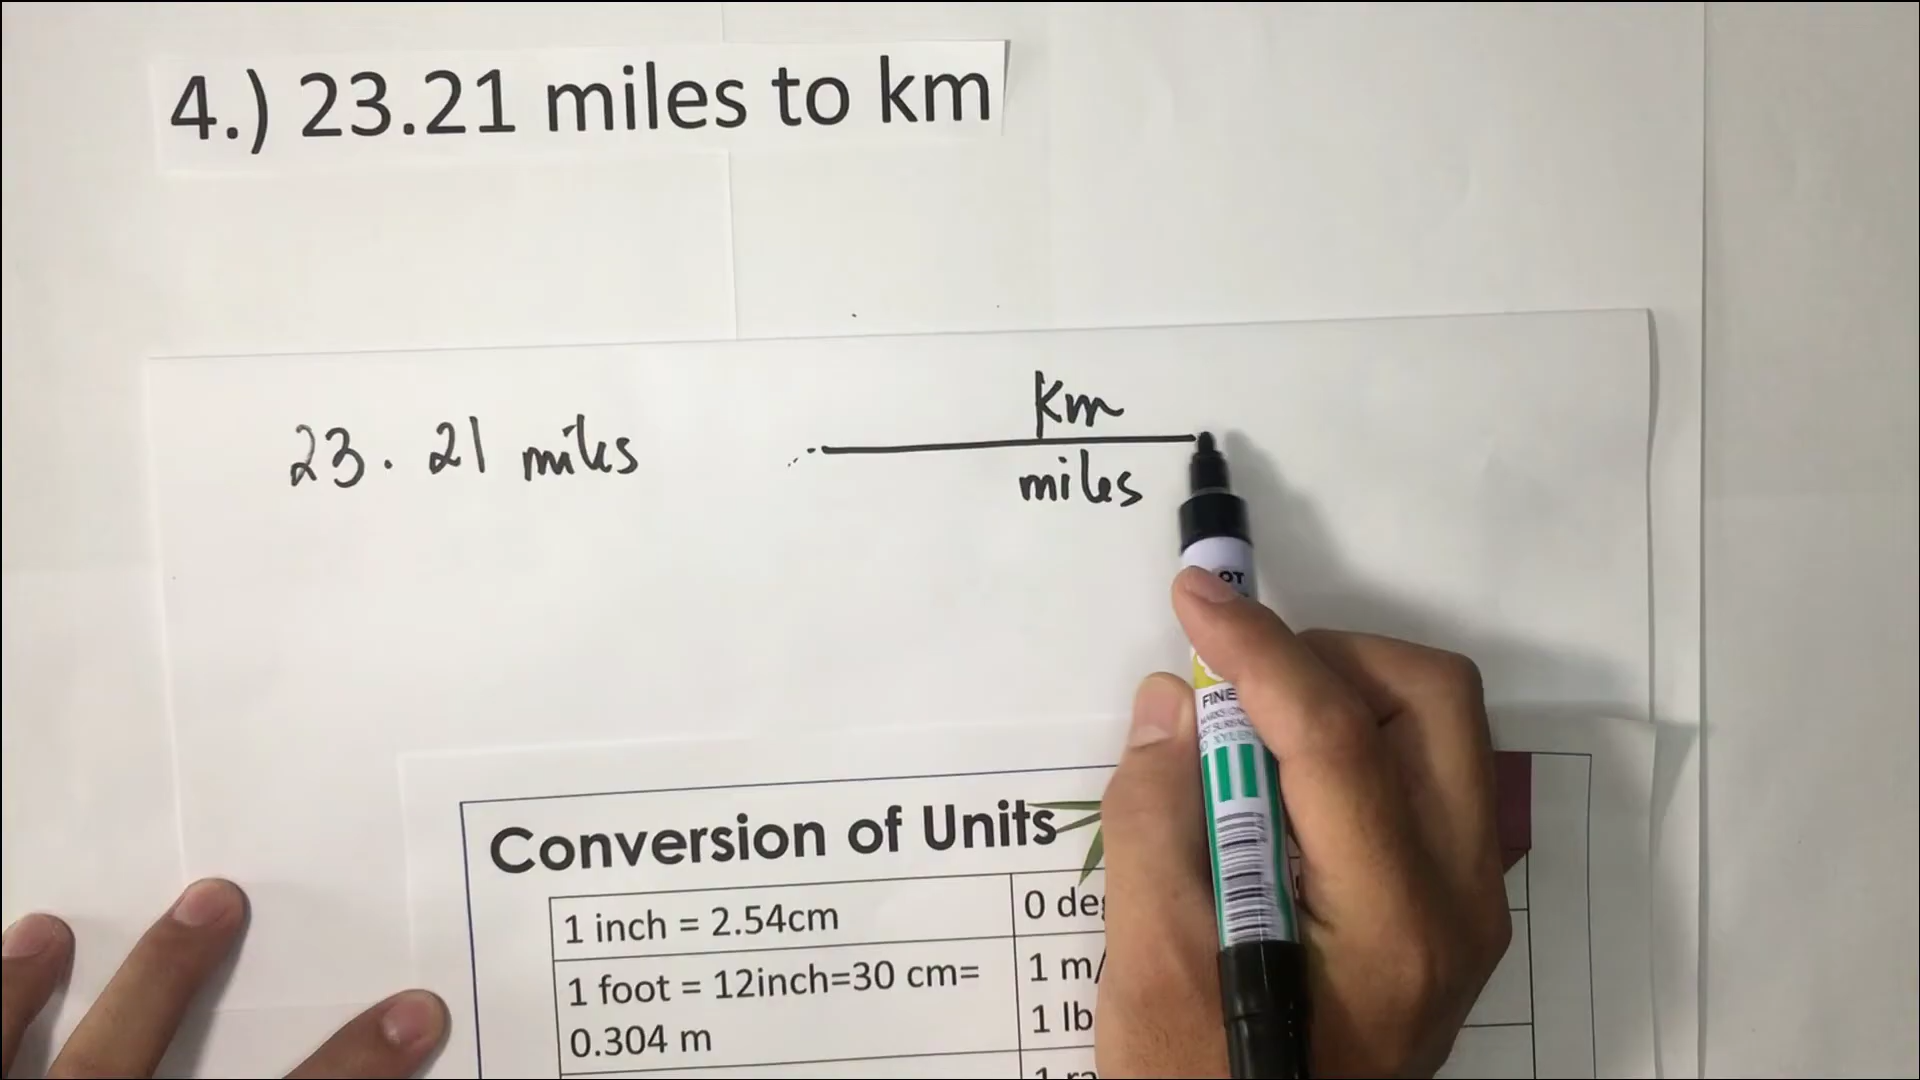 4.) 23.21 miles to km
km
23. 21 miles
miles
OT
FINE
Conversion of Units
1 inch = 2.54cm
0 deg
1 foot = 12inch=30 cm=
0.304 m
1 m/
1 lb